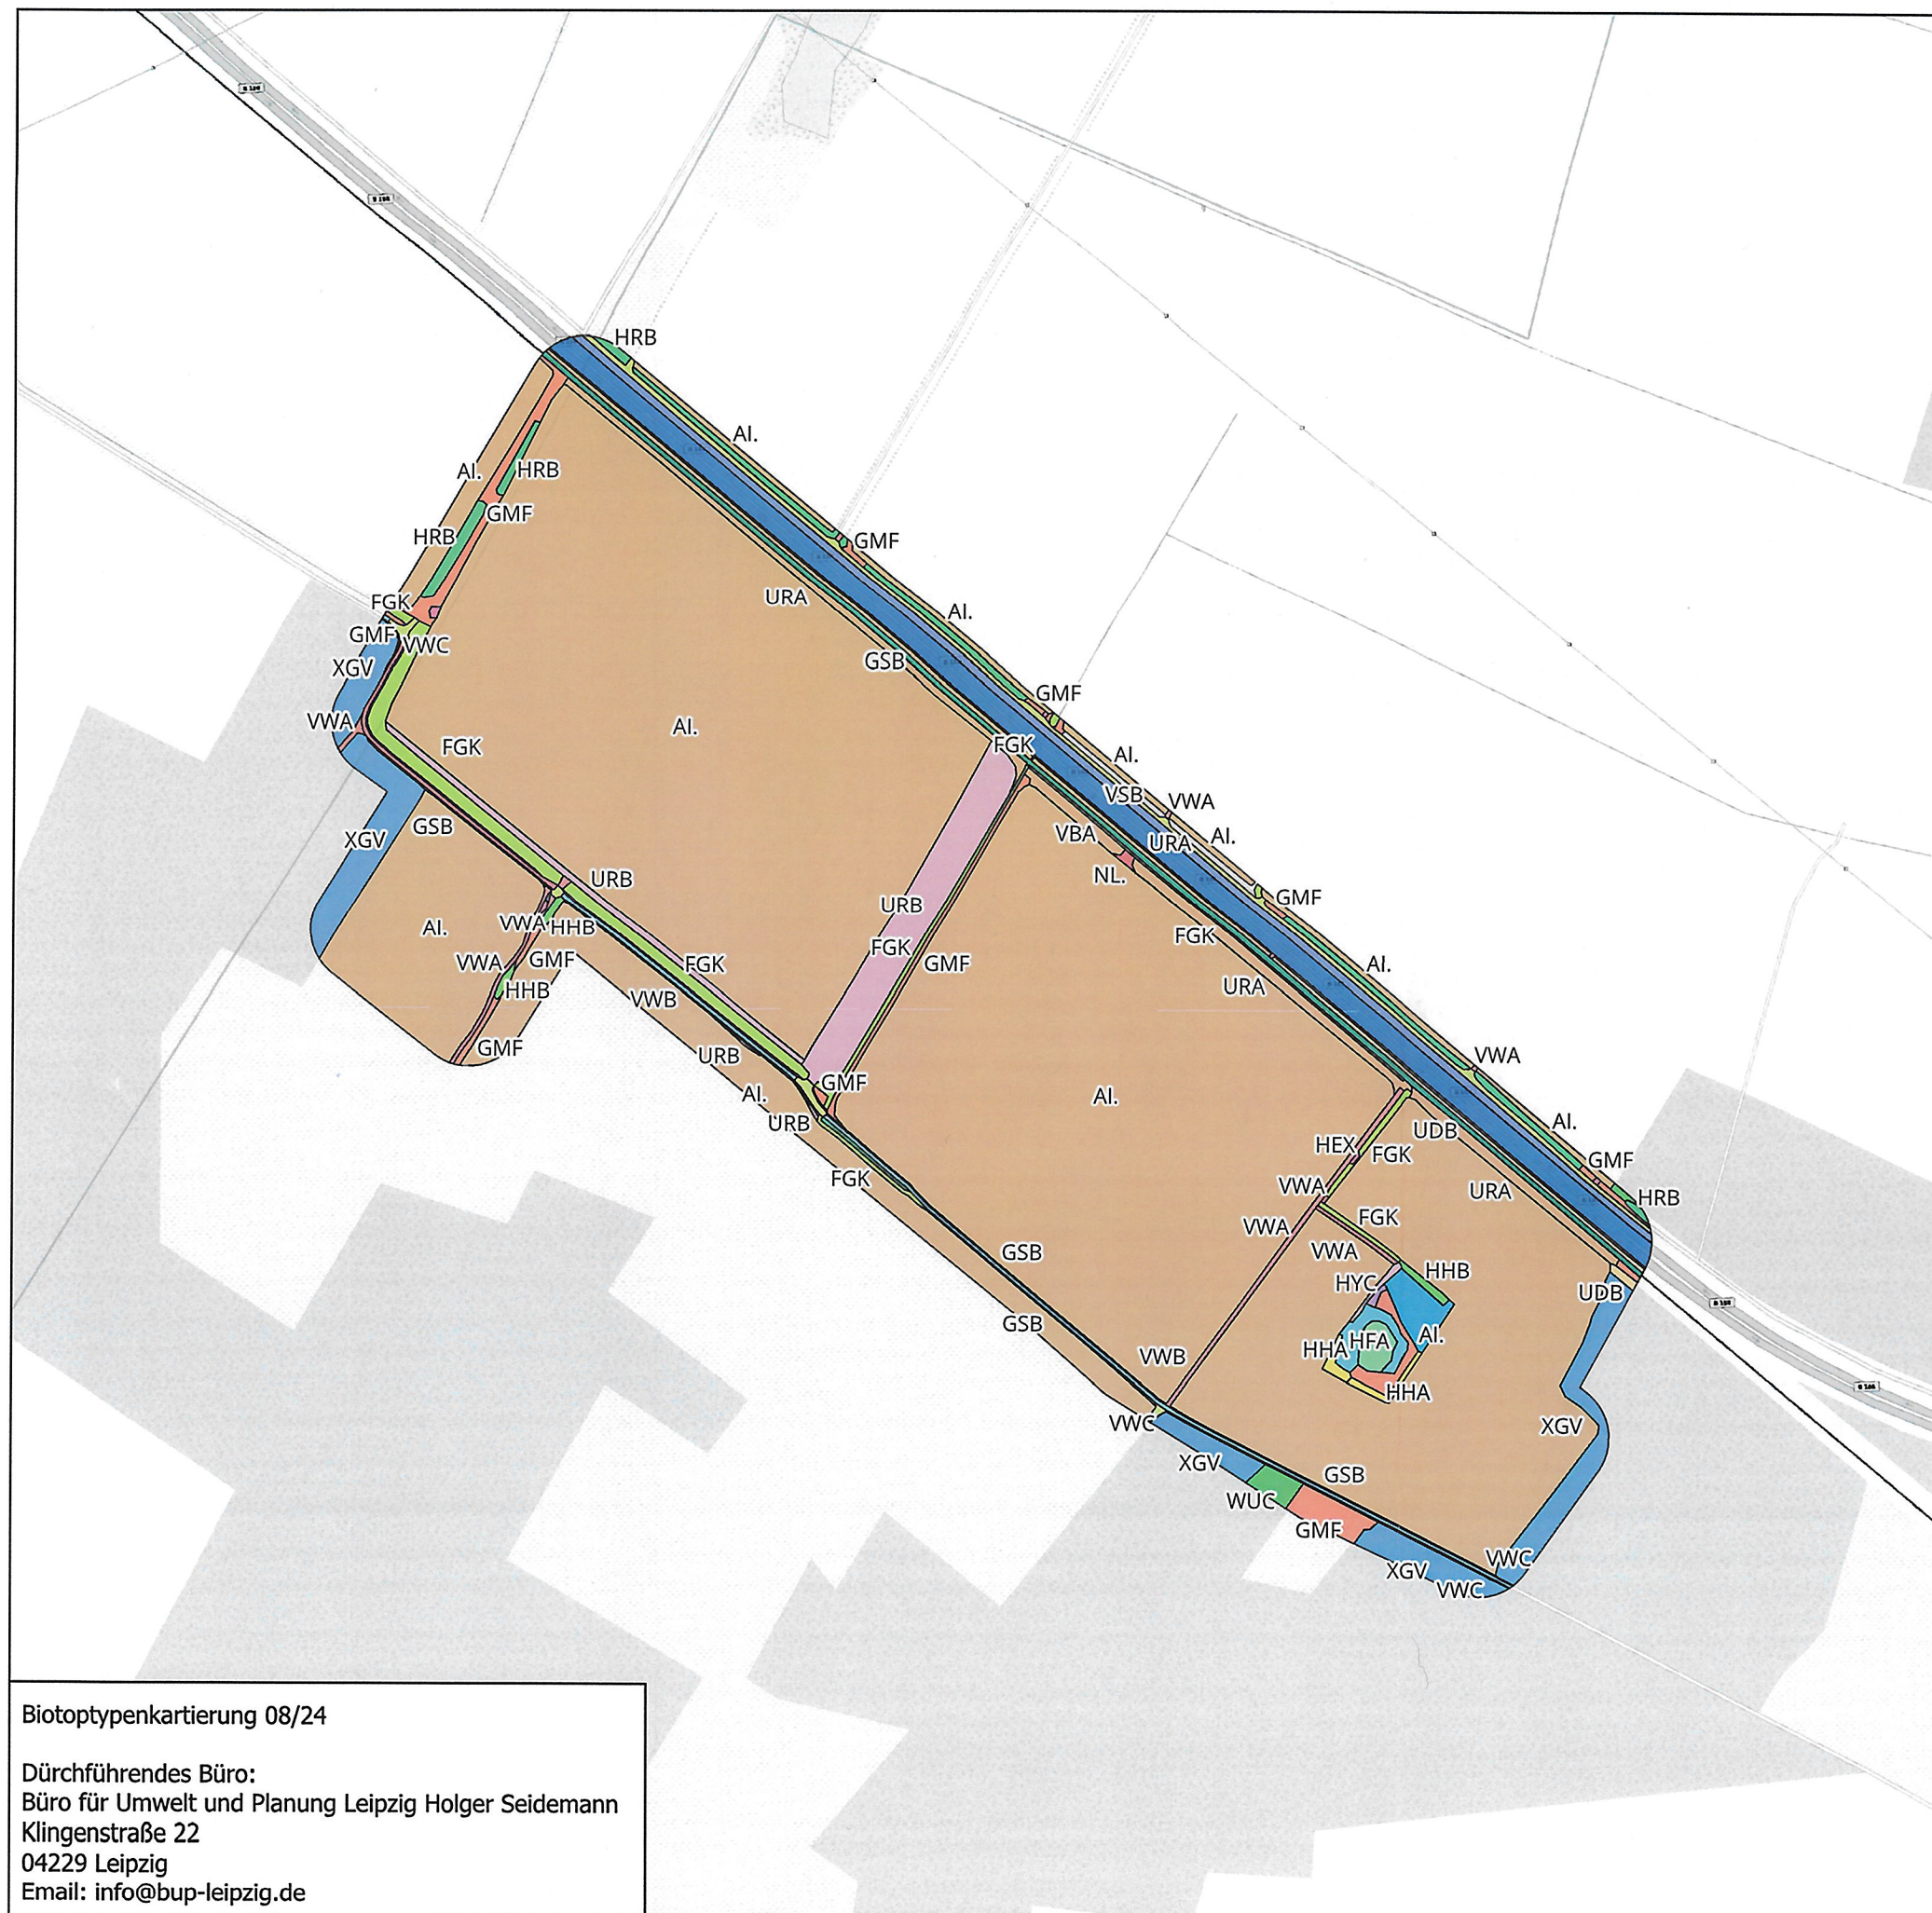 HRB
AI.
AI.
HRB
GMF
HRB
GMF
URA
FGK
AI.
GMF
VWC
GSB
XGV
GMF
VWA
AI.
FGK
FGK
AI.
VSB
VWA
GSB
VBA
URA
AI.
XGV
NL.
URB
GMF
URB
AI.
VWA
HHB
FGK
FGK
GMF
VWA
GMF
FGK
AI.
HHB
VWB
URA
GMF
URB
VWA
GMF
AI.
AI.
URB
AI.
UDB
HEX
FGK
GMF
FGK
VWA
URA
HRB
VWA
FGK
GSB
VWA
HHB
HYC
UDB
GSB
HHA
HFA
AI.
VWB
HHA
VWC
XGV
XGV
GSB
WUC
GMF
VWC
XGV
VWC
Biotoptypenkartierung 08/24
Dürchführendes Büro:
Büro für Umwelt und Planung Leipzig Holger Seidemann
Klingenstraße 22
04229 Leipzig
Email: info@bup-leipzig.de